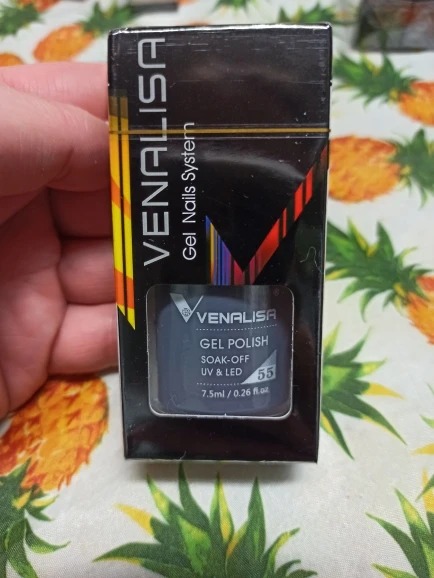 VENALISA
Gel Nails System
VENALISA
GEL POLISH
SOAK-OFF
UV & LED
55
7.5ml / 0.26 fl.oz